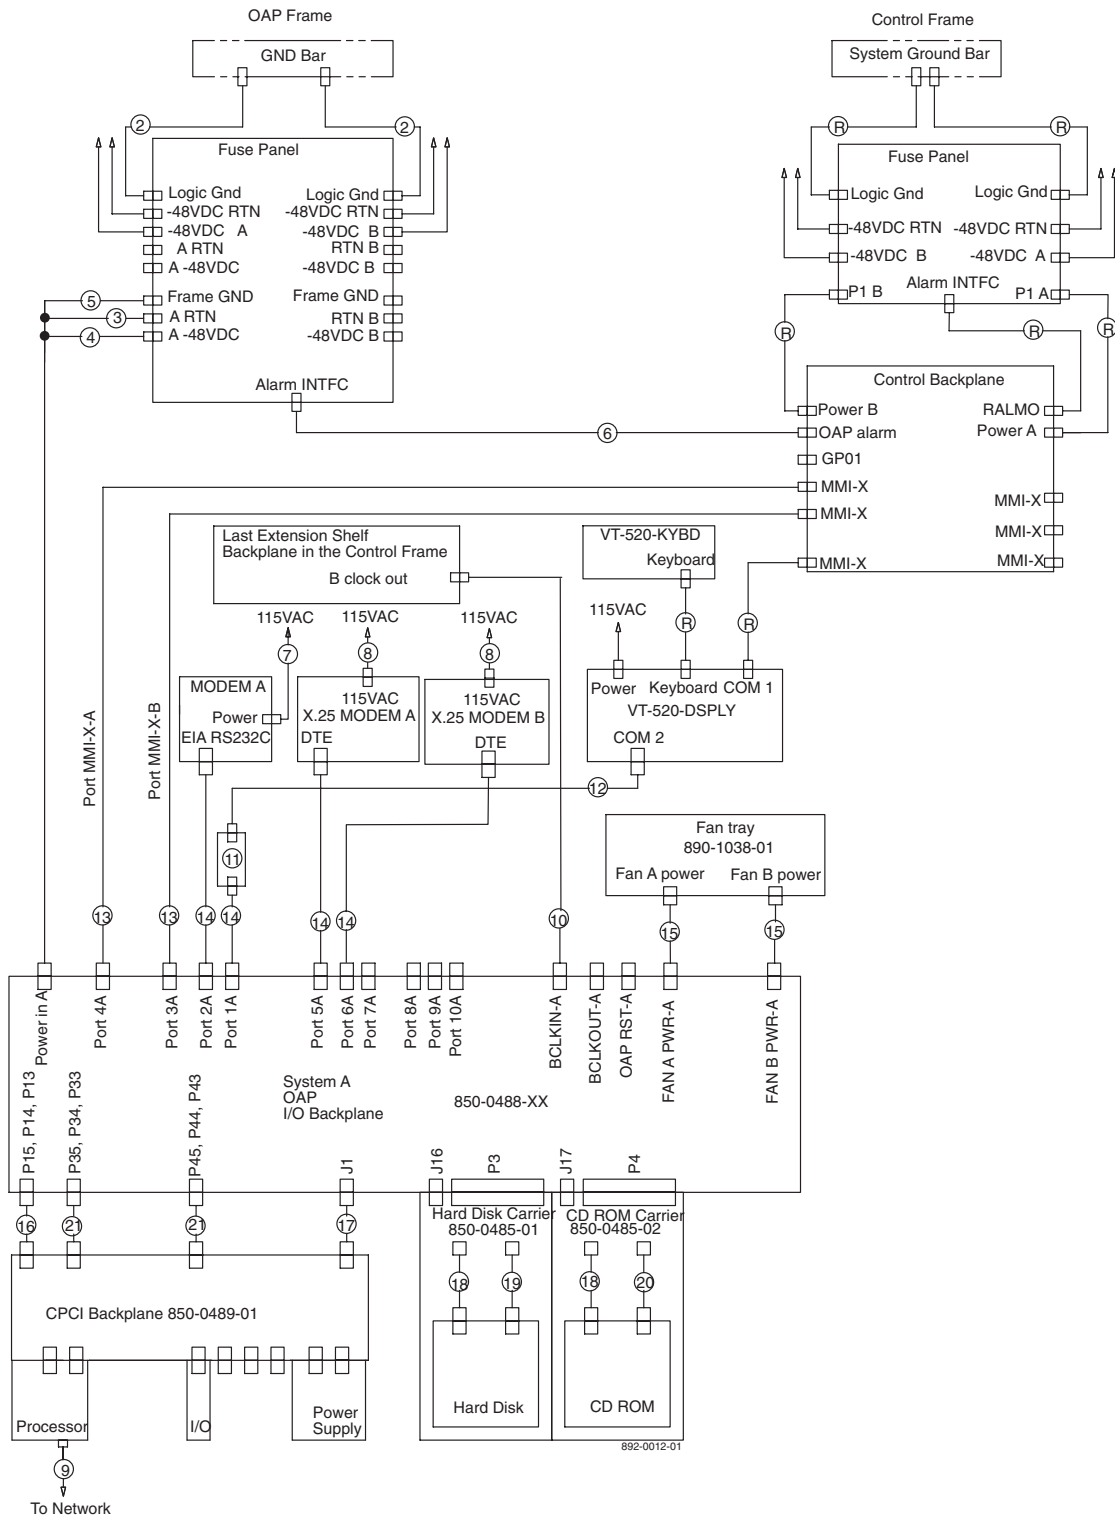 OAP Frame
Control Frame
GND Bar
System Ground Bar
2
2
R
R
Fuse Panel
Fuse Panel
Logic Gnd
Logic Gnd
-48VDC RTN
-48VDC RTN
-48VDC A
-48VDC B
A RTN
RTN B
A -48VDC
-48VDC B
Frame GND
Frame GND
A RTN
RTN B
A -48VDC
-48VDC B
Alarm INTFC
5
3
4
Logic Gnd
Logic Gnd
-48VDC RTN
-48VDC RTN
-48VDC B
-48VDC A
Alarm INTFC
P1 B
P1 A
R
R
R
Control Backplane
Power B
RALMO
OAP alarm
Power A
GP01
MMI-X
MMI-X
MMI-X
MMI-X
MMI-X
MMI-X
6
Last Extension Shelf
Backplane in the Control Frame
B clock out
VT-520-KYBD
Keyboard
115VAC
115VAC
115VAC
115VAC
R
R
7
8
8
MODEM A
Power
EIA RS232C
115VAC
X.25 MODEM A
DTE
115VAC
X.25 MODEM B
DTE
Power
Keyboard
COM 1
VT-520-DSPLY
COM 2
Port MMI-X-A
Port MMI-X-B
12
11
Fan tray
890-1038-01
Fan A power
Fan B power
13
13
14
14
14
14
10
15
15
Power in A
Port 4A
Port 3A
Port 2A
Port 1A
Port 5A
Port 6A
Port 7A
Port 8A
Port 9A
Port 10A
BCLKIN-A
BCLKOUT-A
OAP RST-A
FAN A PWR-A
FAN B PWR-A
System A
OAP
I/O Backplane
850-0488-XX
P15, P14, P13
P35, P34, P33
P45, P44, P43
J1
J16
P3
J17
P4
16
21
21
17
Hard Disk Carrier
850-0485-01
CD ROM Carrier
850-0485-02
18
19
18
20
CPCI Backplane 850-0489-01
Processor
I/O
Power
Supply
Hard Disk
CD ROM
892-0012-01
9
To Network